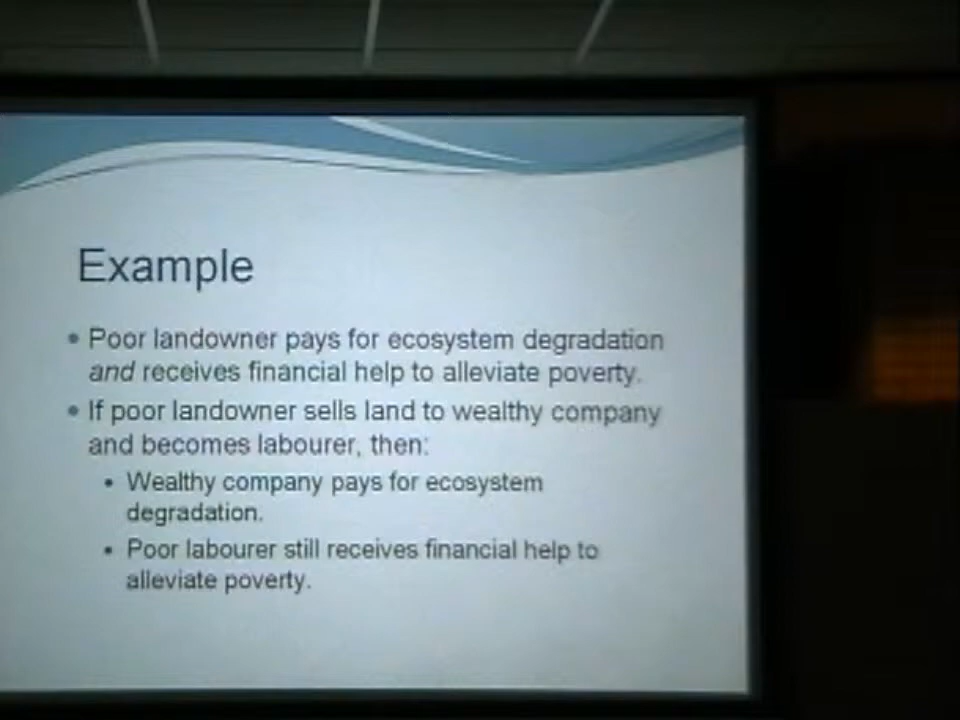 Example
• Poor landowner pays for ecosystem degradation
and receives financial help to alleviate poverty.
• If poor landowner sells land to wealthy company
and becomes labourer, then:
• Wealthy company pays for ecosystem
degradation.
• Poor labourer still receives financial help to
alleviate poverty.